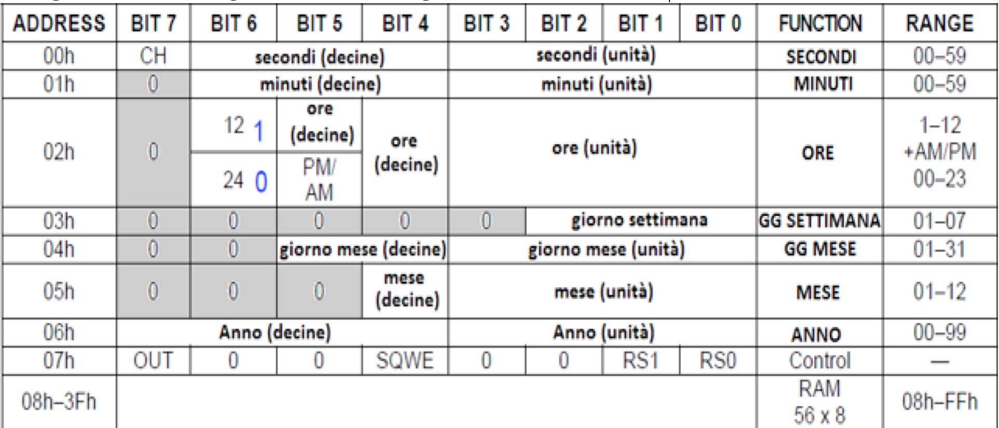 ADDRESS BIT 7 BIT 6 BIT 5 BIT 4 BIT 3 BIT 2 BIT 1 BIT 0 FUNCTION RANGE
00h CH secondi (decine) secondi (unità) SECONDI 00–59
01h 0 minuti (decine) minuti (unità) MINUTI 00–59
02h 0 12 1 ore (decine) ore (decine) ore (unità) ORE 1–12 +AM/PM 00–23
24 0 PM/ AM
03h 0 0 0 0 0 giorno settimana GG SETTIMANA 01–07
04h 0 0 giorno mese (decine) giorno mese (unità) GG MESE 01–31
05h 0 0 0 mese (decine) mese (unità) MESE 01–12
06h Anno (decine) Anno (unità) ANNO 00–99
07h OUT 0 0 SQWE 0 0 RS1 RS0 Control —
08h–3Fh RAM 56 x 8 08h–FFh